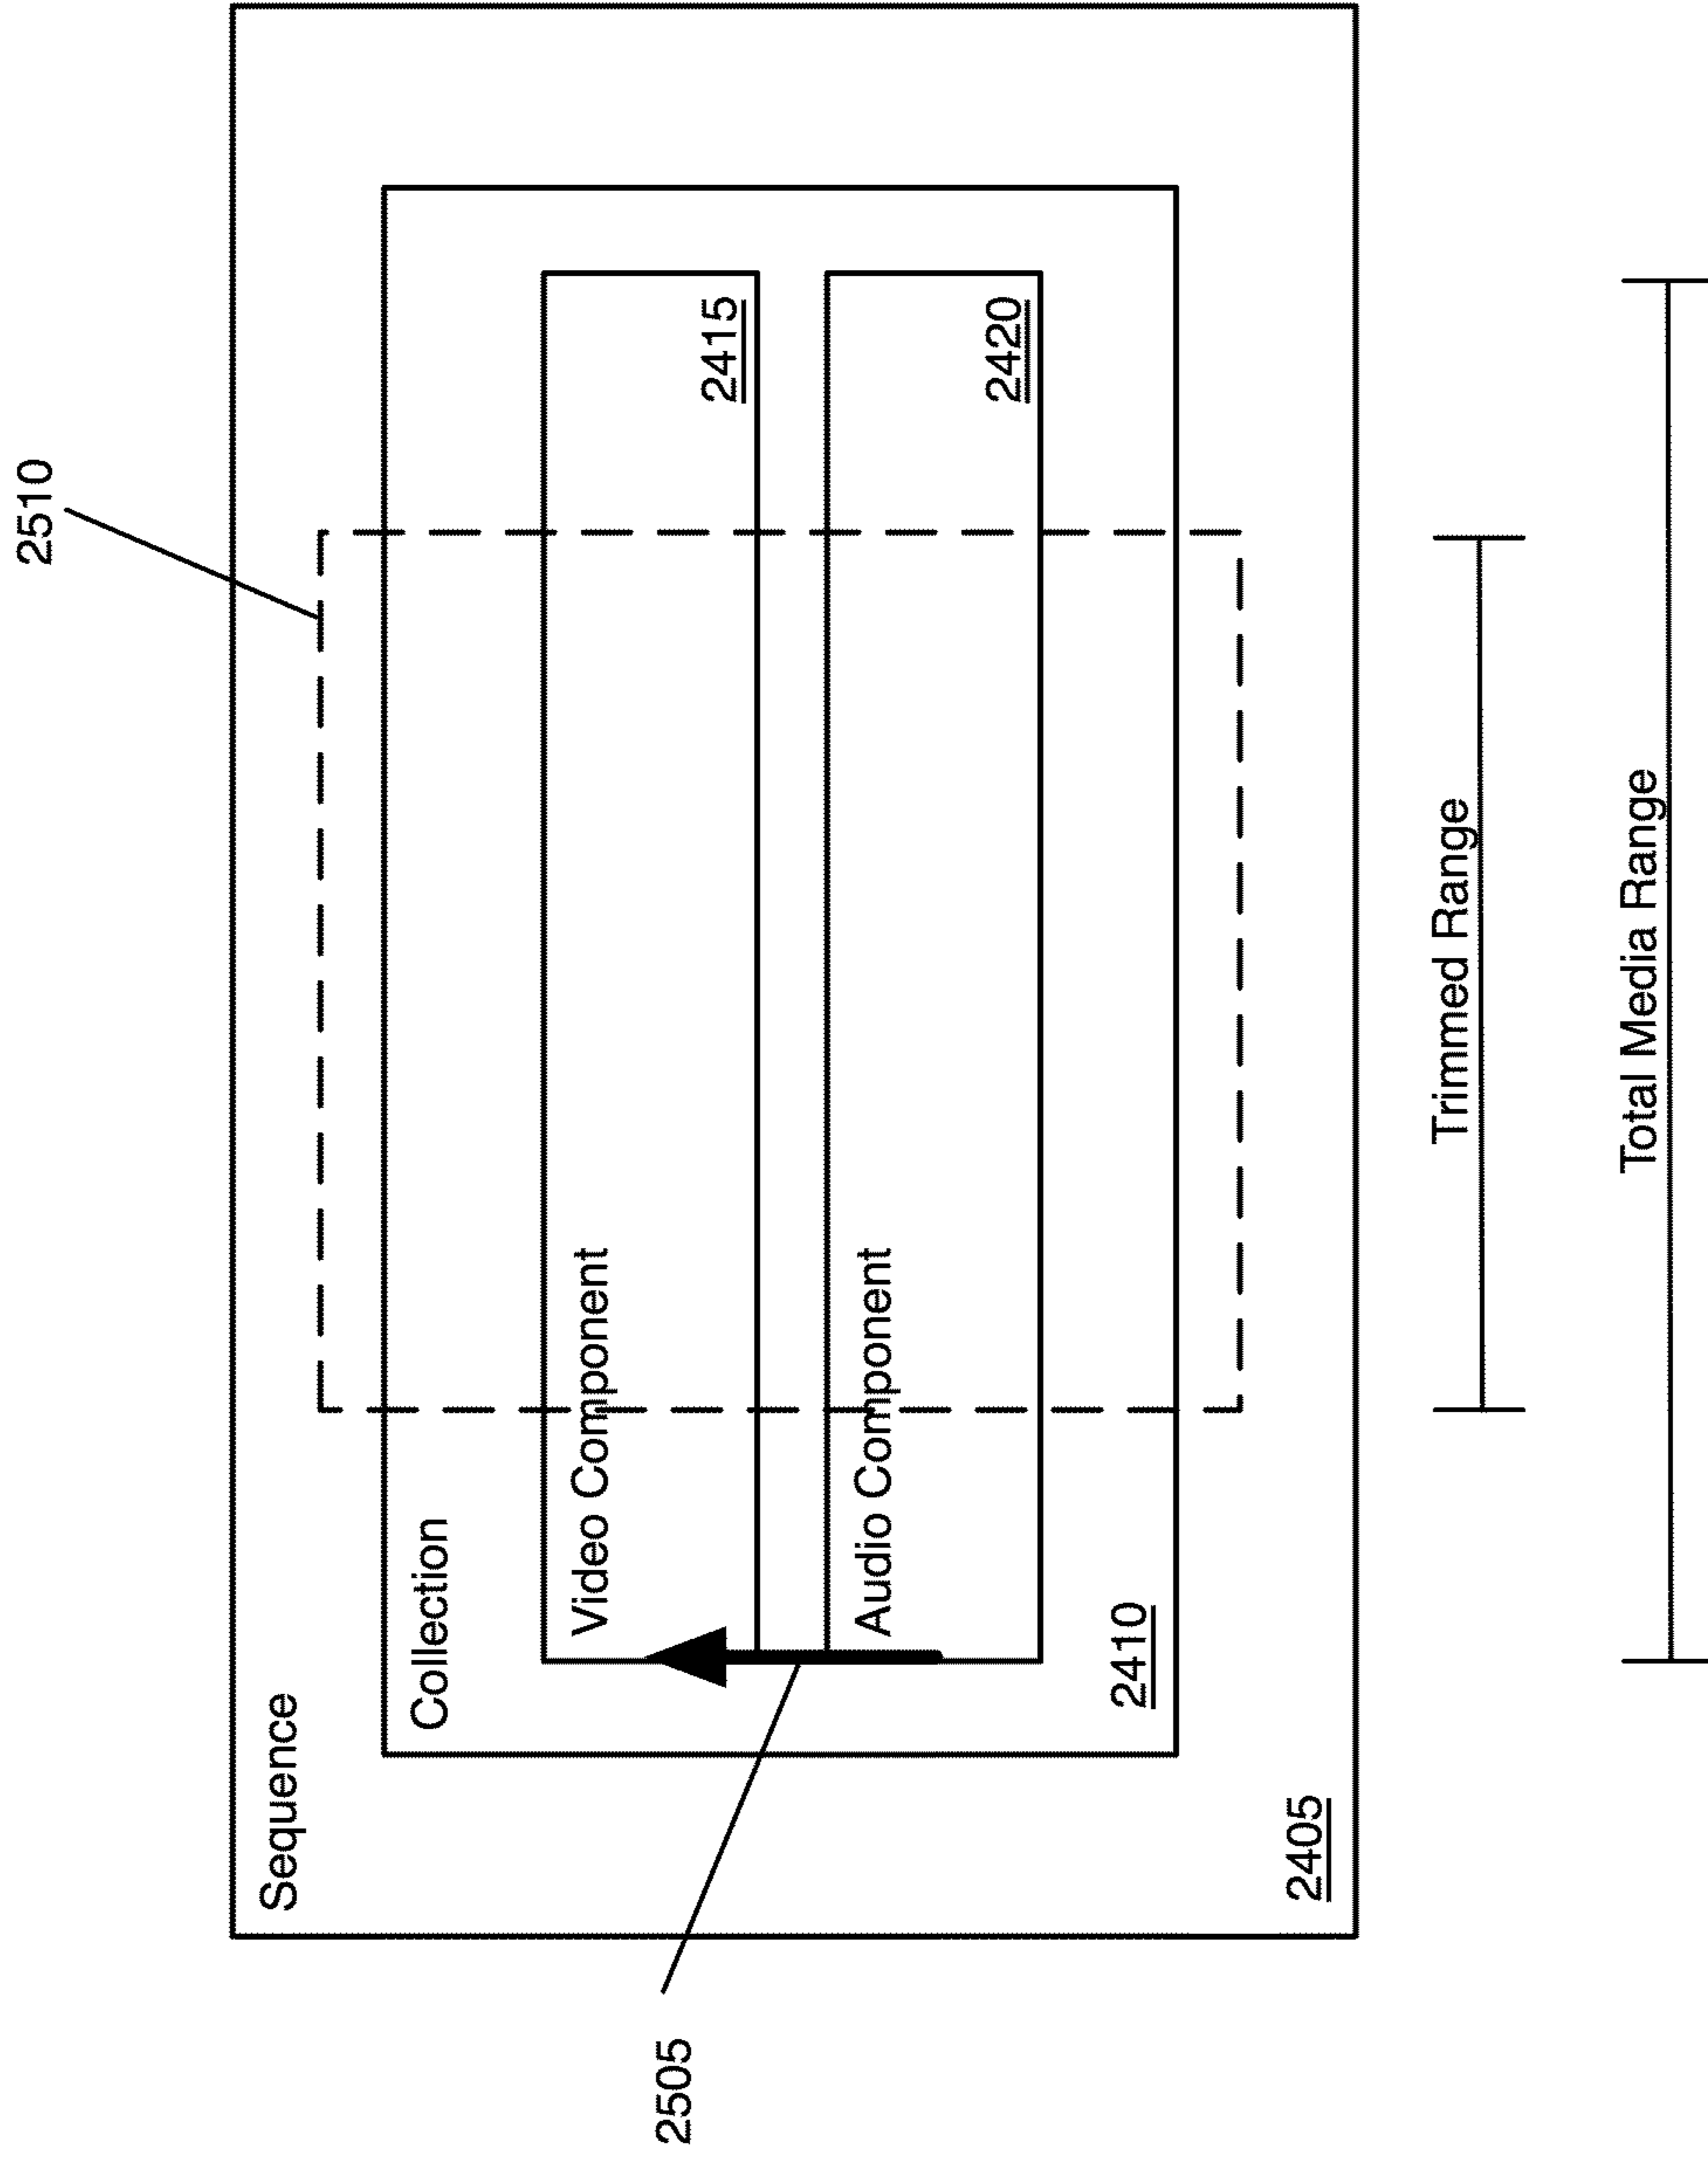 2510
Sequence
Collection
Video Component
2415
Audio Component
2420
2410
2405
2505
Trimmed Range
Total Media Range